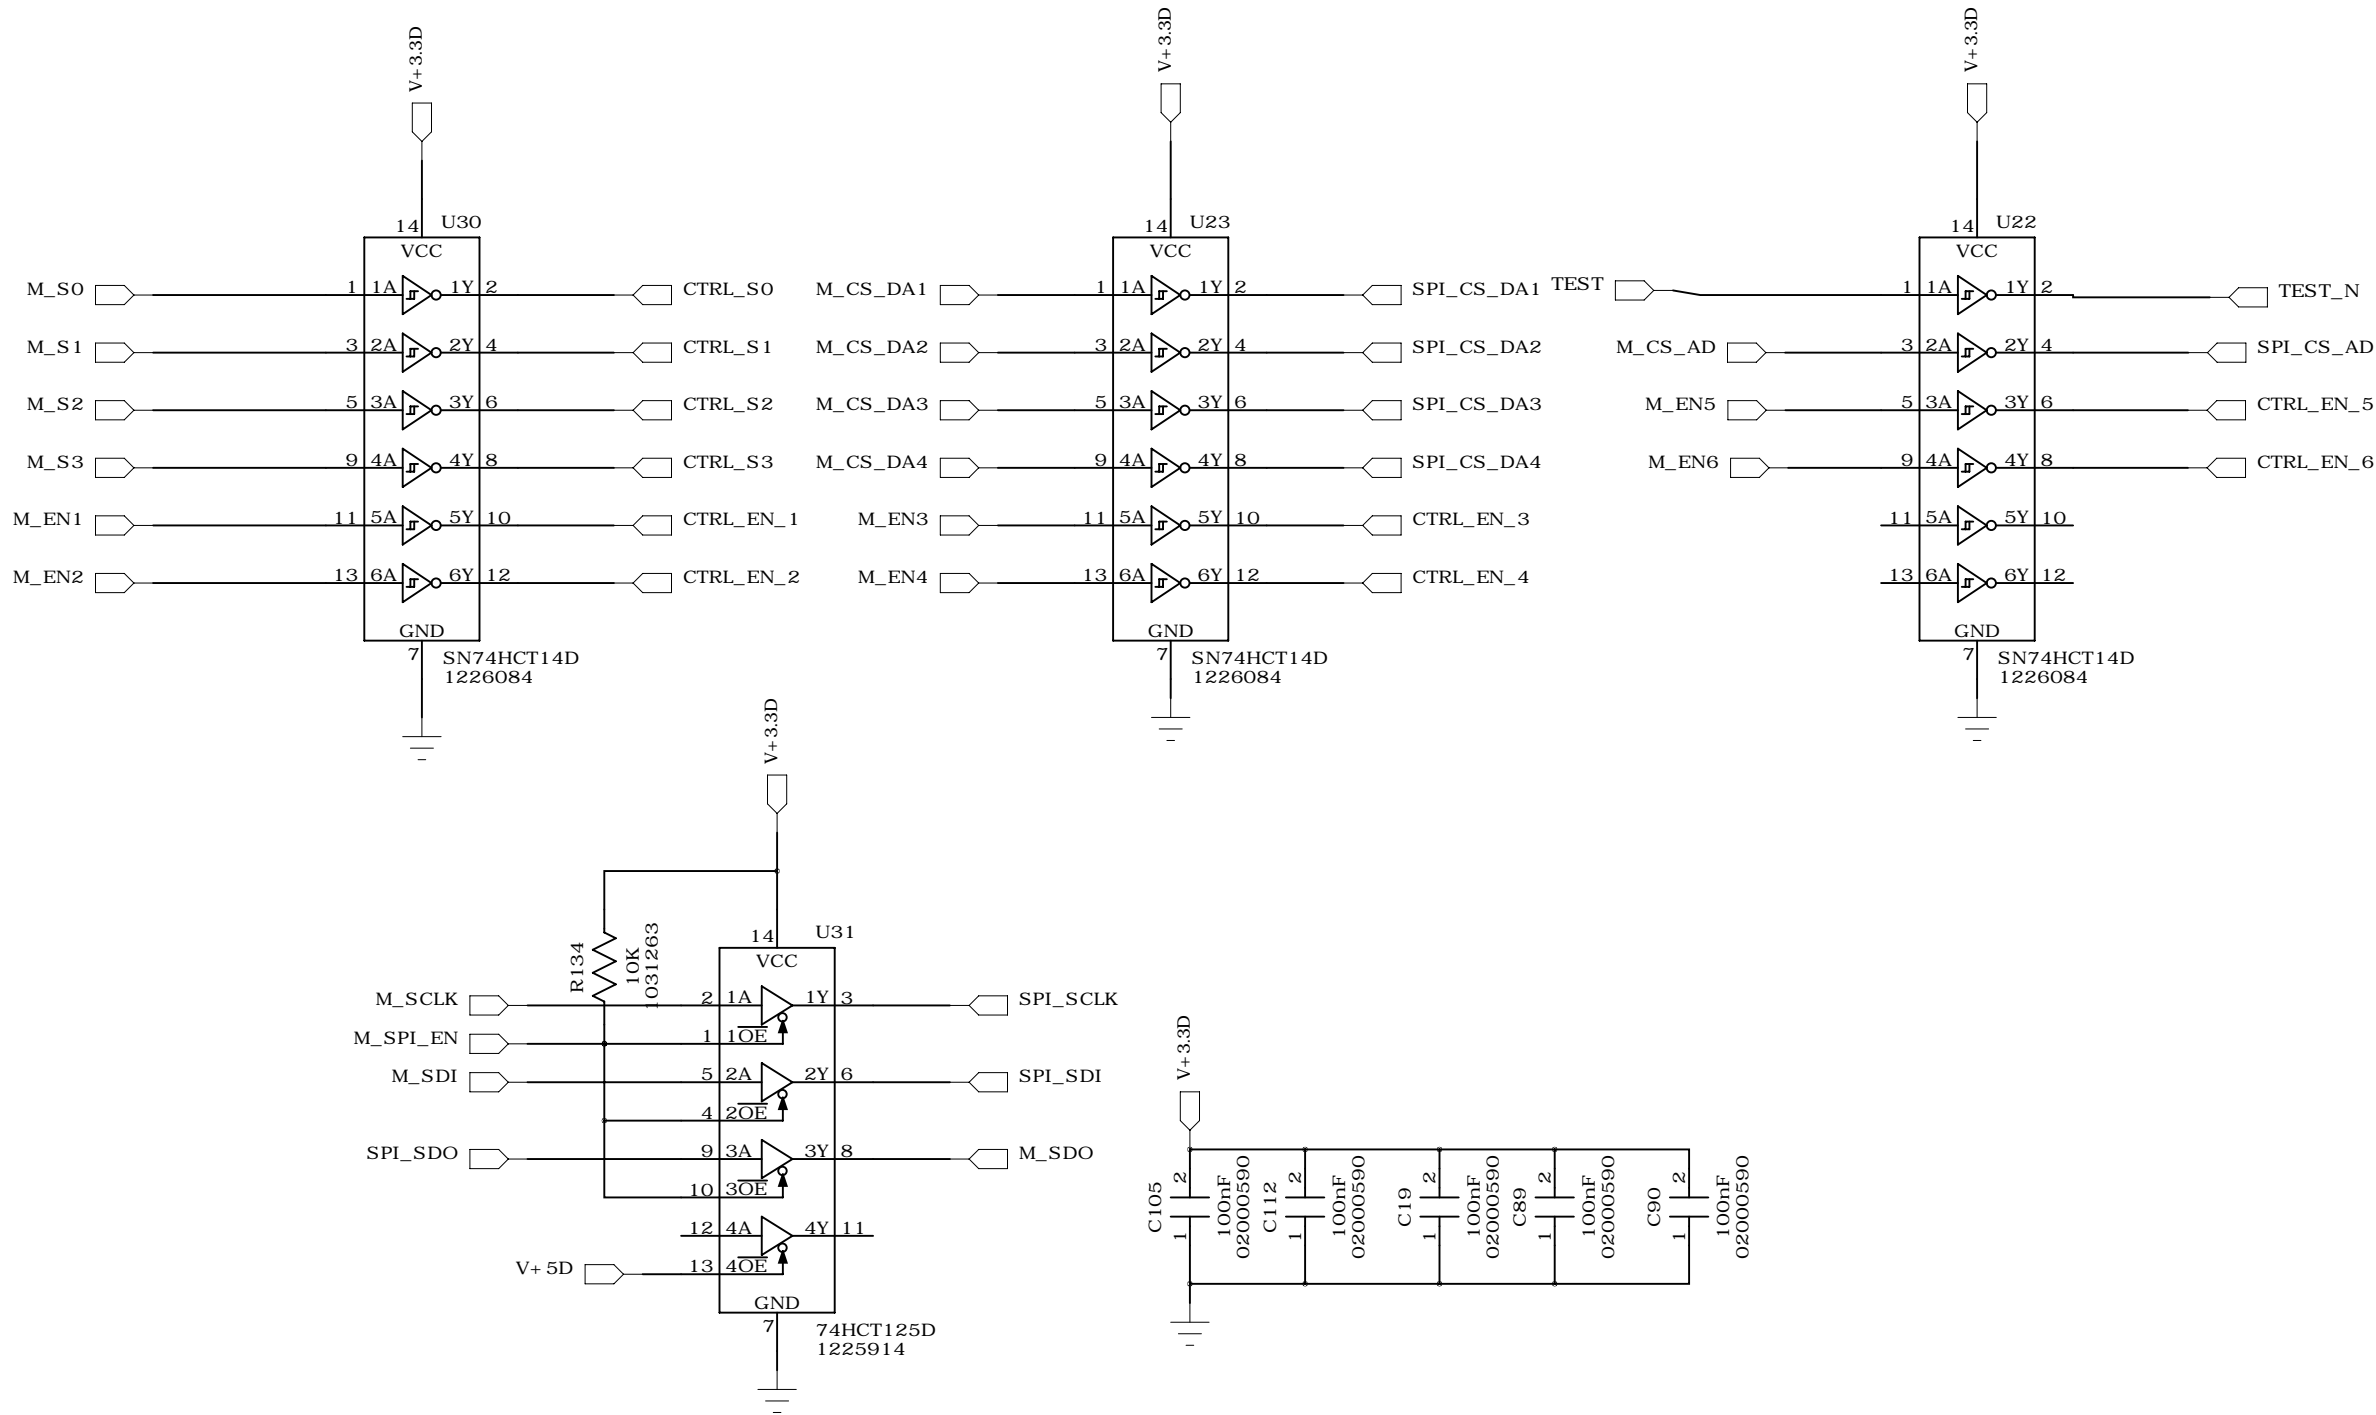 V+3.3D
14
U30
VCC
M_S0 1 1A 1Y 2 CTRL_S0
M_S1 3 2A 2Y 4 CTRL_S1
M_S2 5 3A 3Y 6 CTRL_S2
M_S3 9 4A 4Y 8 CTRL_S3
M_EN1 11 5A 5Y 10 CTRL_EN_1
M_EN2 13 6A 6Y 12 CTRL_EN_2
GND
7
SN74HCT14D
1226084
V+3.3D
14
U23
VCC
M_CS_DA1 1 1A 1Y 2 SPI_CS_DA1
M_CS_DA2 3 2A 2Y 4 SPI_CS_DA2
M_CS_DA3 5 3A 3Y 6 SPI_CS_DA3
M_CS_DA4 9 4A 4Y 8 SPI_CS_DA4
M_EN3 11 5A 5Y 10 CTRL_EN_3
M_EN4 13 6A 6Y 12 CTRL_EN_4
GND
7
SN74HCT14D
1226084
V+3.3D
14
U22
VCC
TEST 1 1A 1Y 2 TEST_N
M_CS_AD 3 2A 2Y 4 SPI_CS_AD
M_EN5 5 3A 3Y 6 CTRL_EN_5
M_EN6 9 4A 4Y 8 CTRL_EN_6
11 5A 5Y 10
13 6A 6Y 12
GND
7
SN74HCT14D
1226084
V+3.3D
R134
10K
1031263
14
U31
VCC
M_SCLK 2 1A 1Y 3 SPI_SCLK
M_SPI_EN 1 1OE
M_SDI 5 2A 2Y 6 SPI_SDI
4 2OE
SPI_SDO 9 3A 3Y 8 M_SDO
10 3OE
12 4A 4Y 11
V+5D 13 4OE
GND
7
74HCT125D
1225914
V+3.3D
C105
1 2
100nF
02000590
C112
1 2
100nF
02000590
C19
1 2
100nF
02000590
C89
1 2
100nF
02000590
C90
1 2
100nF
02000590